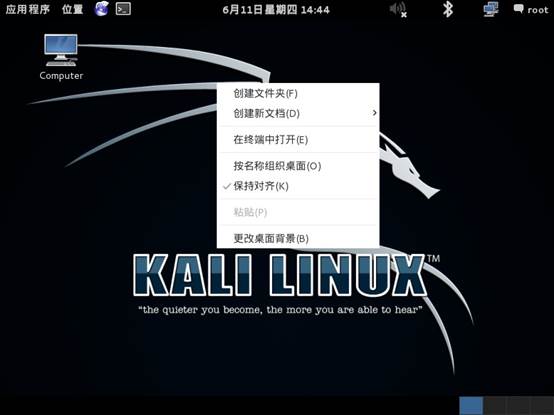 应用程序 位置 6月11日星期四 14:44 root
Computer
创建文件夹(F)
创建新文档(D)
在终端中打开(E)
按名称组织桌面(O)
保持对齐(K)
粘贴(P)
更改桌面背景(B)
KALI LINUX™
“the quieter you become, the more you are able to hear”